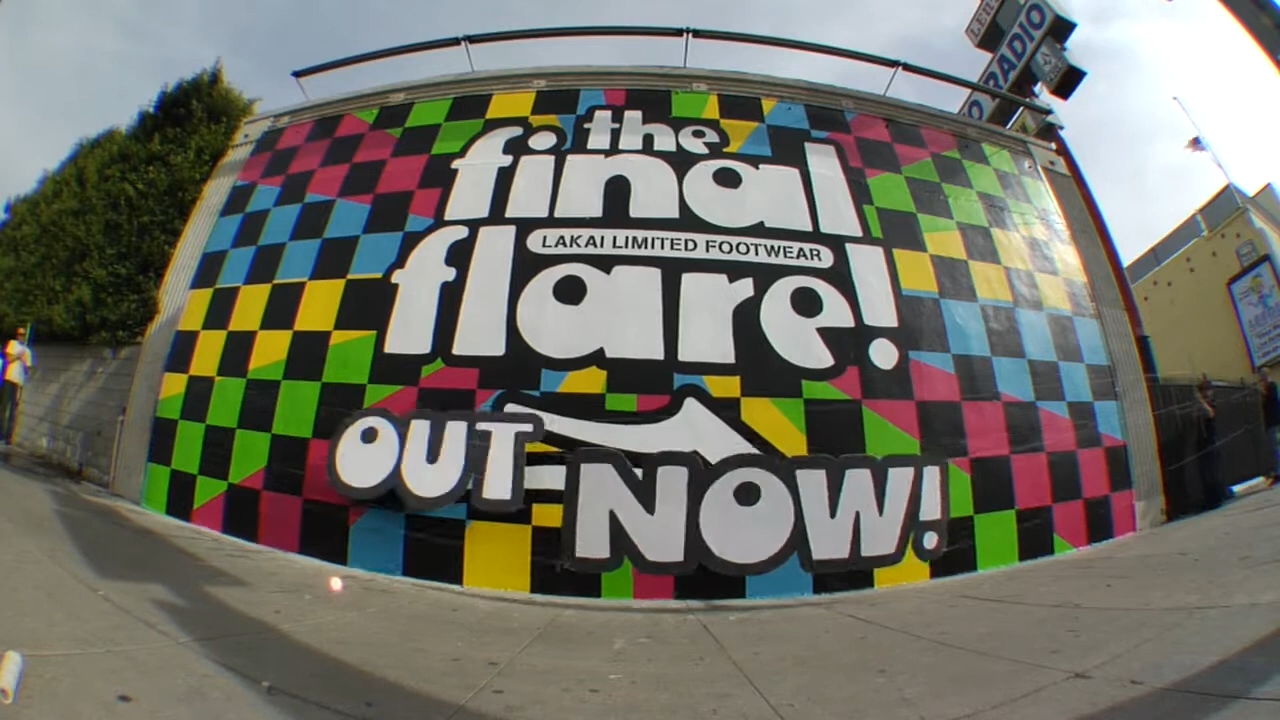 the
final
LAKAI LIMITED FOOTWEAR
flare!
OUT
NOW!
RADIO